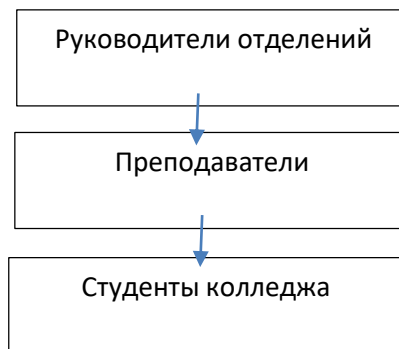 Руководители отделений
Преподаватели
Студенты колледжа